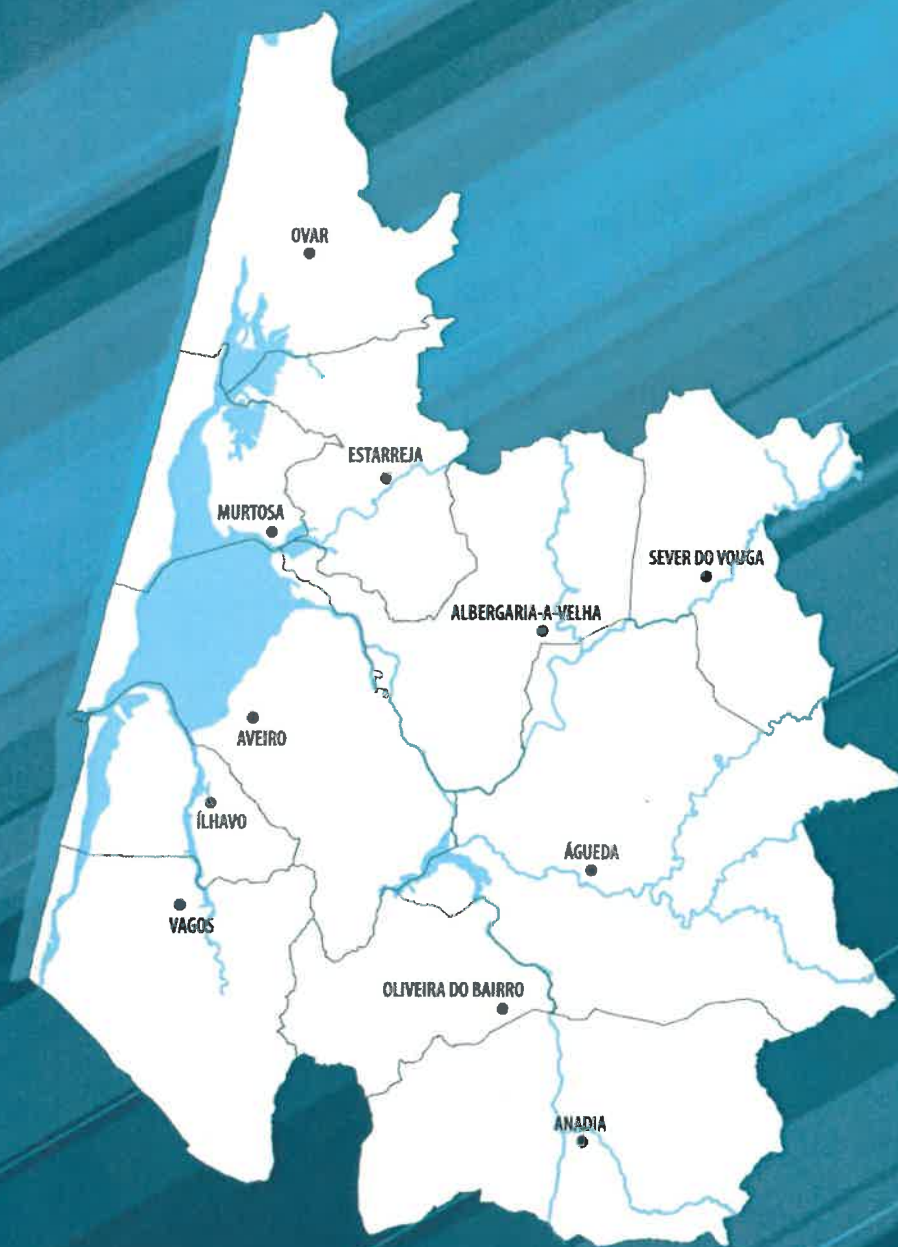 OVAR
ESTARREJA
MURTOSA
SEVER DO VOUGA
ALBERGARIA-A-VELHA
AVEIRO
ÍLHAVO
ÁGUEDA
VAGOS
OLIVEIRA DO BAIRRO
ANADIA